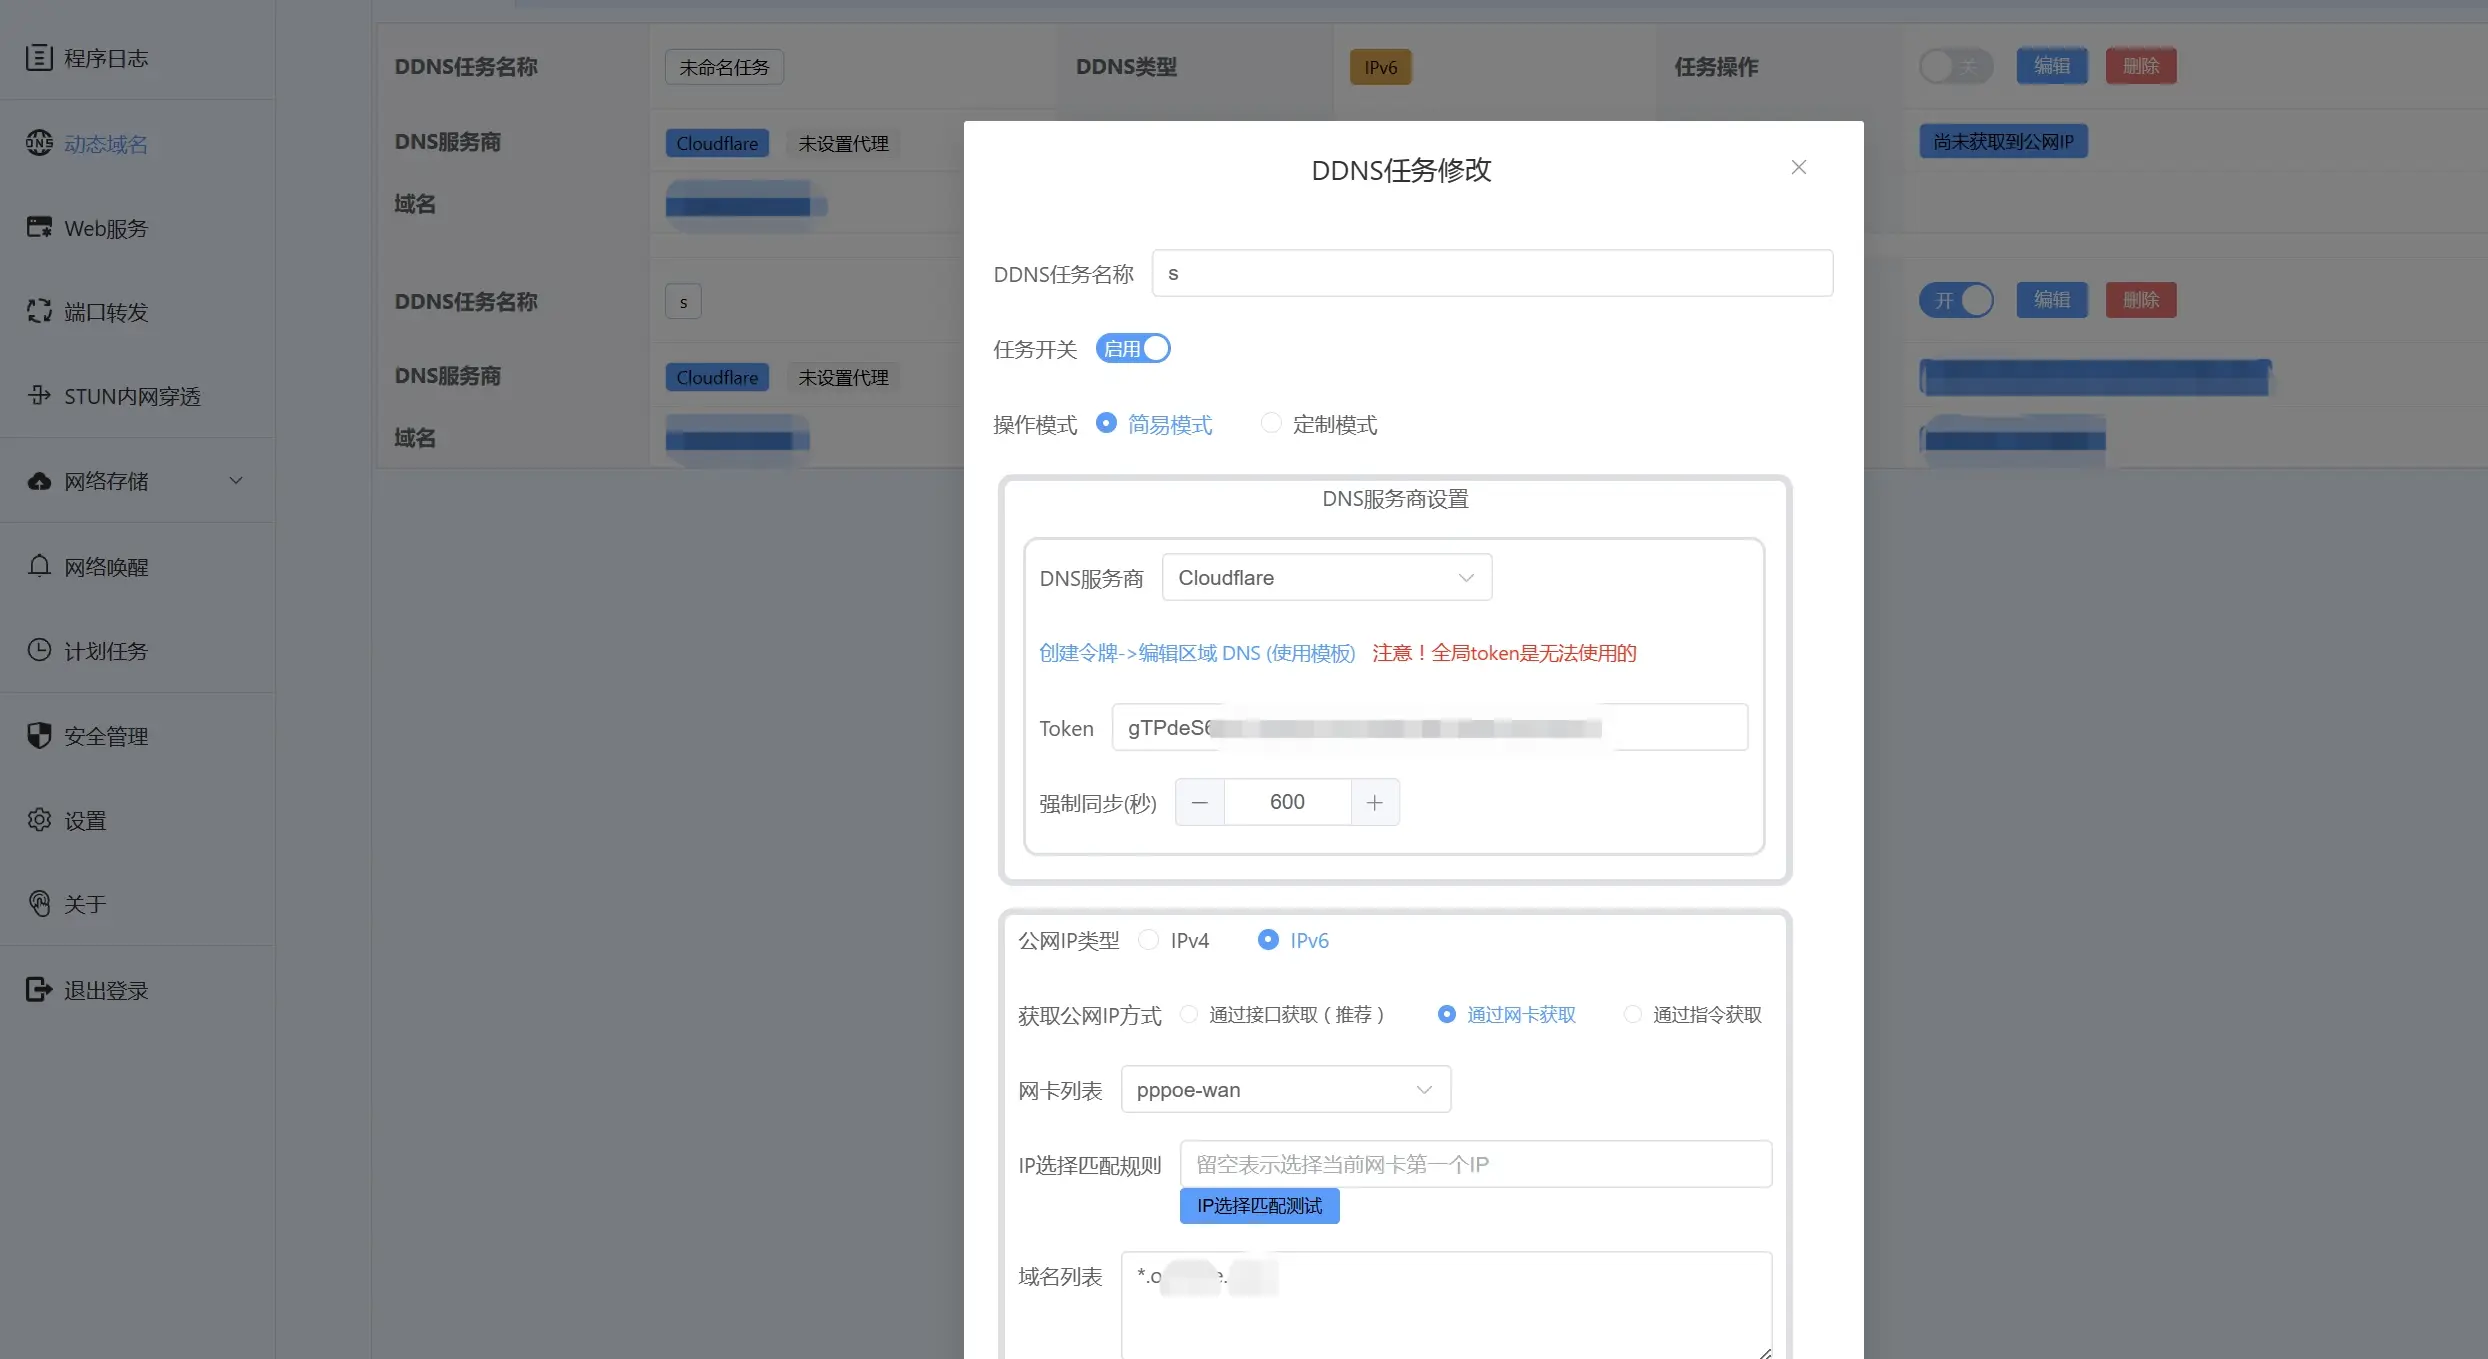 程序日志
动态域名
Web服务
端口转发
STUN内网穿透
网络存储
网络唤醒
计划任务
安全管理
设置
关于
退出登录
DDNS任务名称 未命名任务 DDNS类型 IPv6 任务操作 关 编辑 删除
DNS服务商 Cloudflare 未设置代理 尚未获取到公网IP
域名
DDNS任务名称 s 开 编辑 删除
DNS服务商 Cloudflare 未设置代理
域名
DDNS任务修改
DDNS任务名称 s
任务开关 启用
操作模式 简易模式 定制模式
DNS服务商设置
DNS服务商 Cloudflare
创建令牌->编辑区域 DNS (使用模板) 注意！全局token是无法使用的
Token gTPdeS6
强制同步(秒) 600
公网IP类型 IPv4 IPv6
获取公网IP方式 通过接口获取（推荐） 通过网卡获取 通过指令获取
网卡列表 pppoe-wan
IP选择匹配规则 留空表示选择当前网卡第一个IP
IP选择匹配测试
域名列表